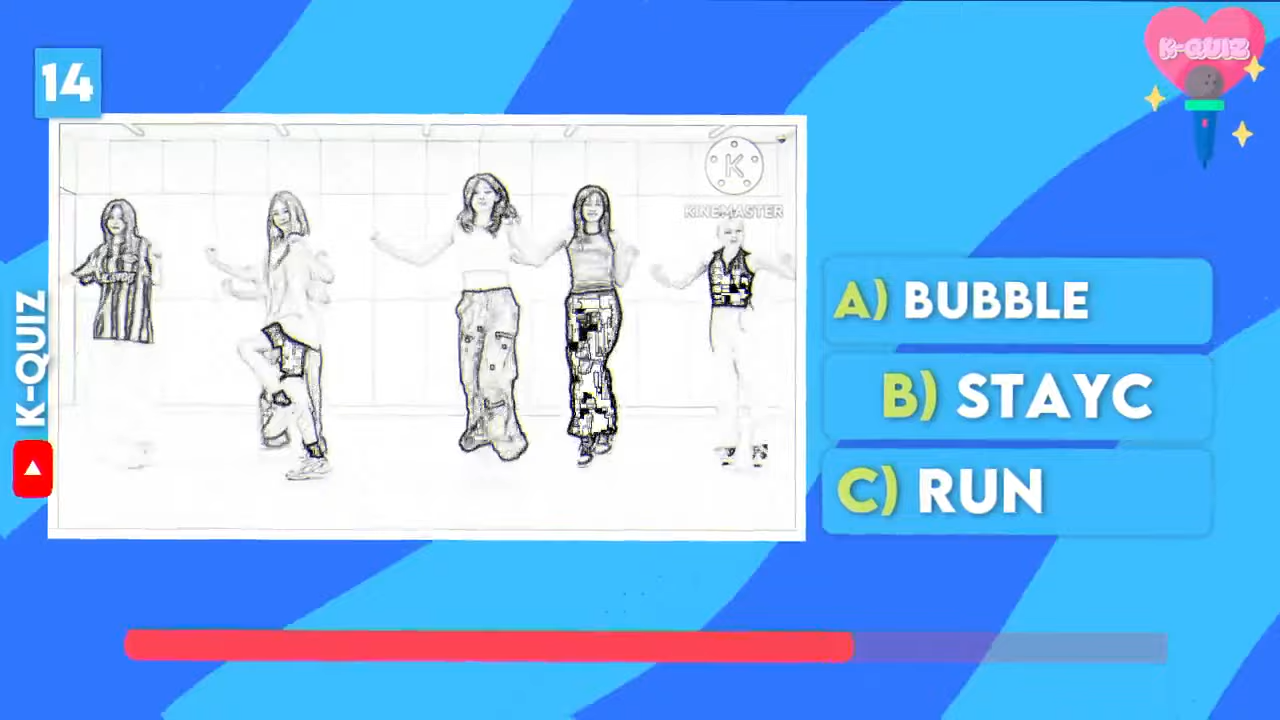 14
K-QUIZ
K
KINEMASTER
K-QUIZ
A) BUBBLE
B) STAYC
C) RUN